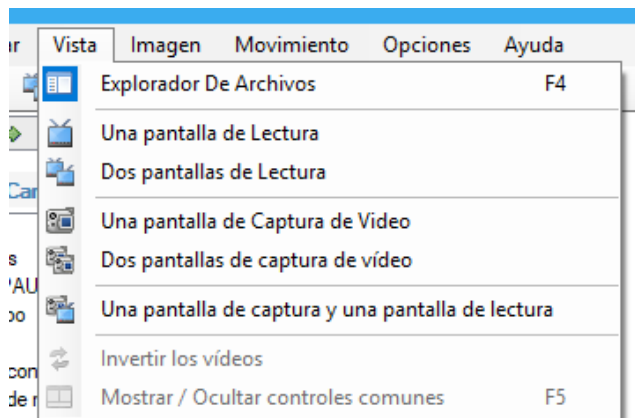 Vista Imagen Movimiento Opciones Ayuda
Explorador De Archivos F4
Una pantalla de Lectura
Dos pantallas de Lectura
Una pantalla de Captura de Video
Dos pantallas de captura de vídeo
Una pantalla de captura y una pantalla de lectura
Invertir los vídeos
Mostrar / Ocultar controles comunes F5